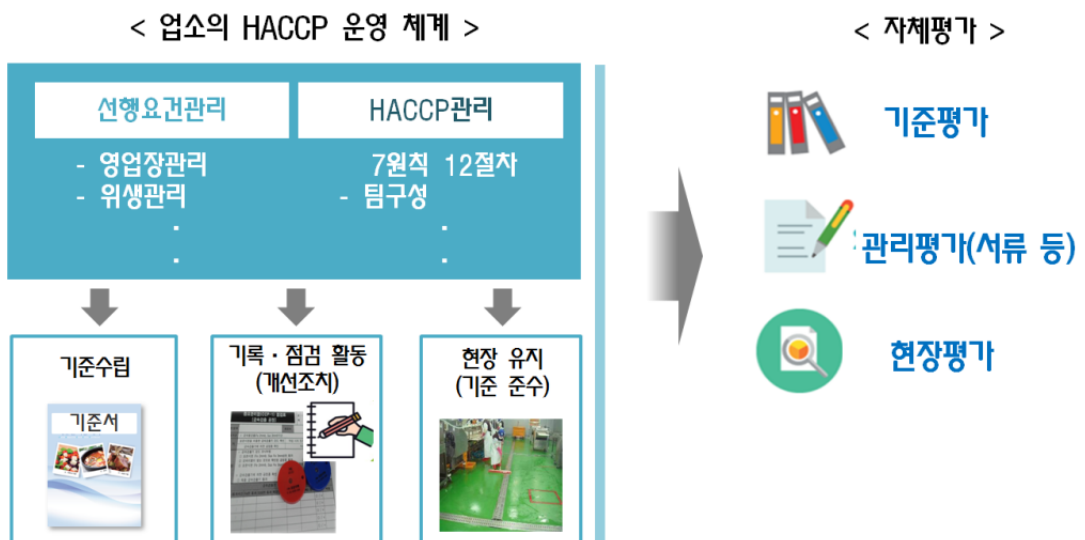 < 업소의 HACCP 운영 체계 >
< 자체평가 >
선행요건관리
HACCP관리
- 영업장관리
- 위생관리
7원칙 12절차
- 팀구성
기준평가
관리평가(서류 등)
현장평가
기준수립
기준서
기록 · 점검 활동
(개선조치)
현장 유지
(기준 준수)